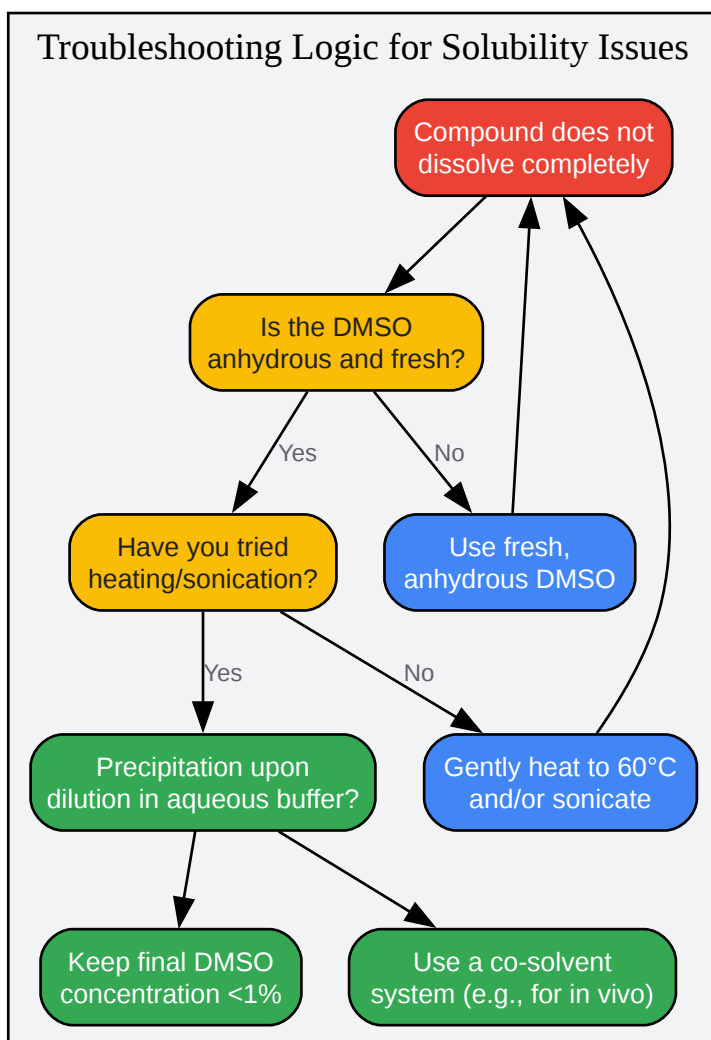 Troubleshooting Logic for Solubility Issues
Compound does not
dissolve completely
Is the DMSO
anhydrous and fresh?
Yes
No
Have you tried
heating/sonication?
Use fresh,
anhydrous DMSO
Yes
No
Precipitation upon
dilution in aqueous buffer?
Gently heat to 60°C
and/or sonicate
Keep final DMSO
concentration <1%
Use a co-solvent
system (e.g., for in vivo)